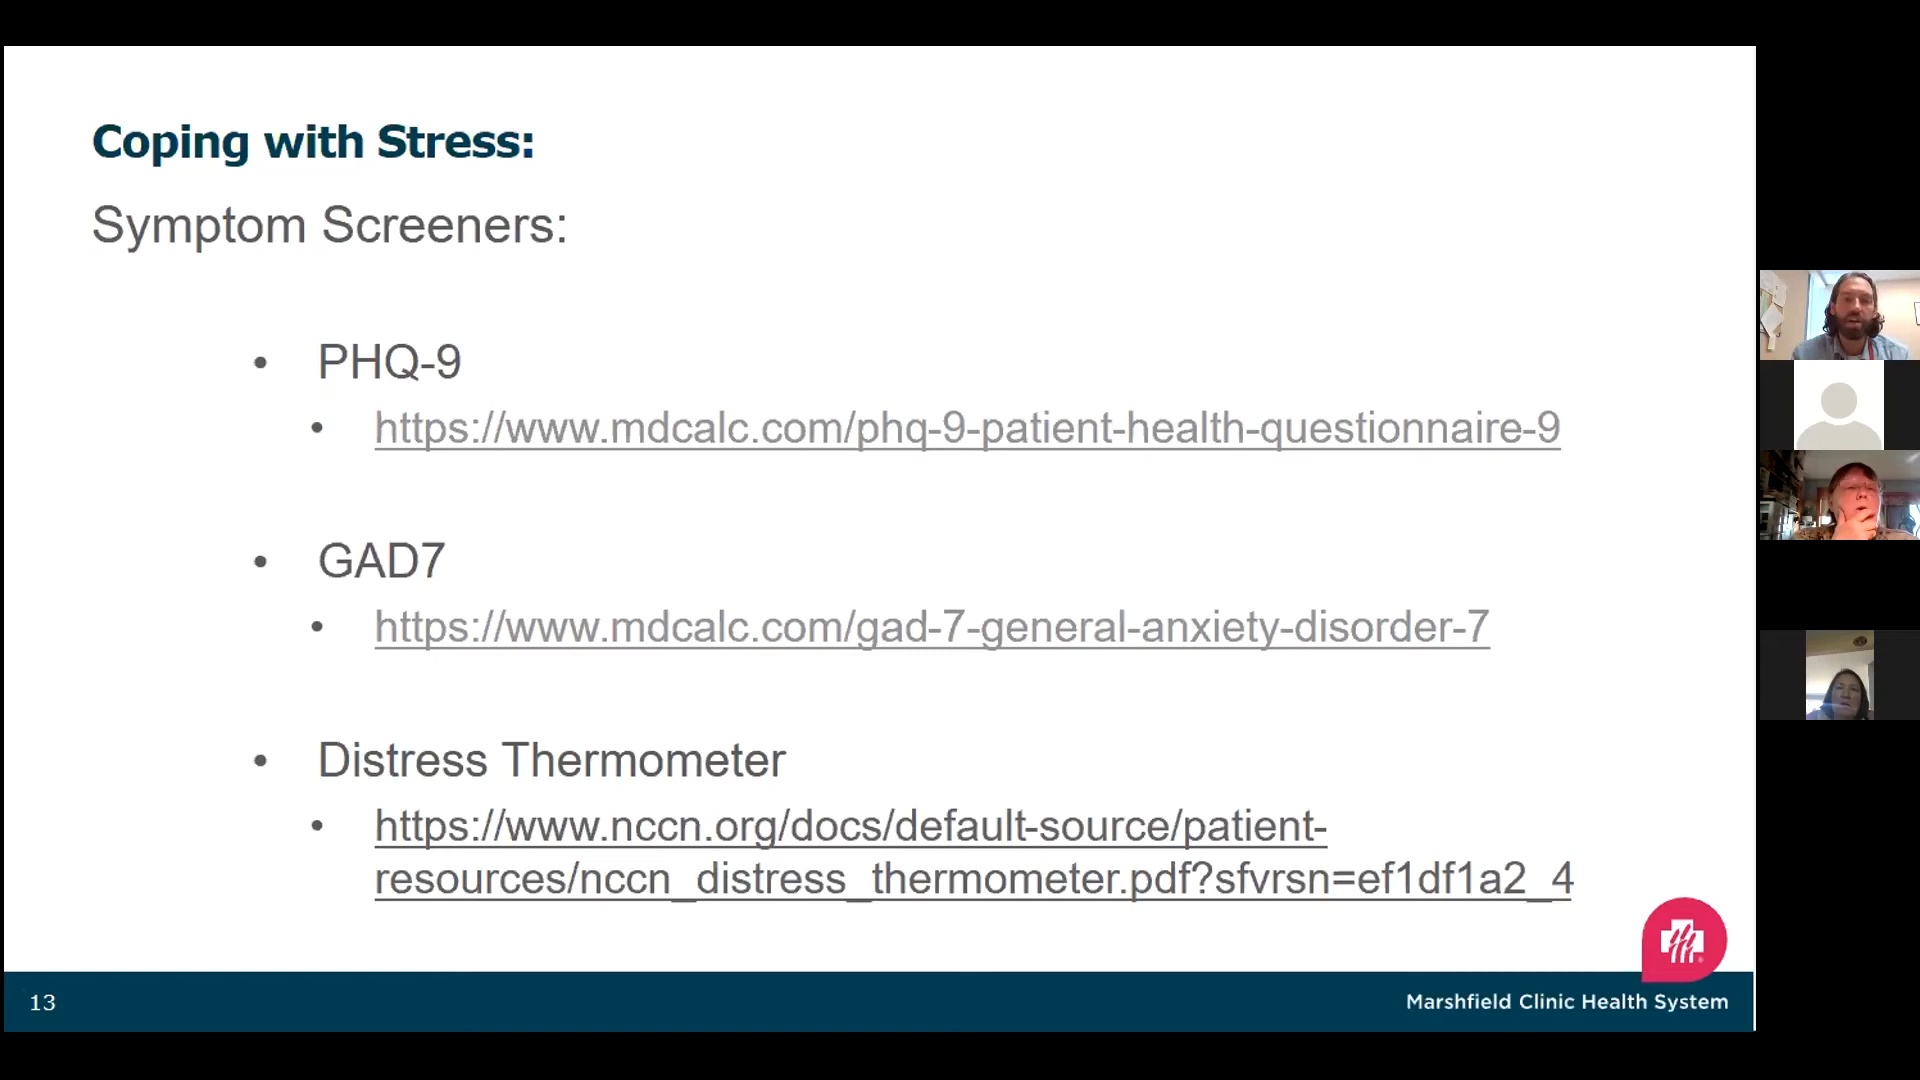 Coping with Stress:
Symptom Screeners:
• PHQ-9
• https://www.mdcalc.com/phq-9-patient-health-questionnaire-9
• GAD7
• https://www.mdcalc.com/gad-7-general-anxiety-disorder-7
• Distress Thermometer
• https://www.nccn.org/docs/default-source/patient-
resources/nccn_distress_thermometer.pdf?sfvrsn=ef1df1a2_4
13
Marshfield Clinic Health System